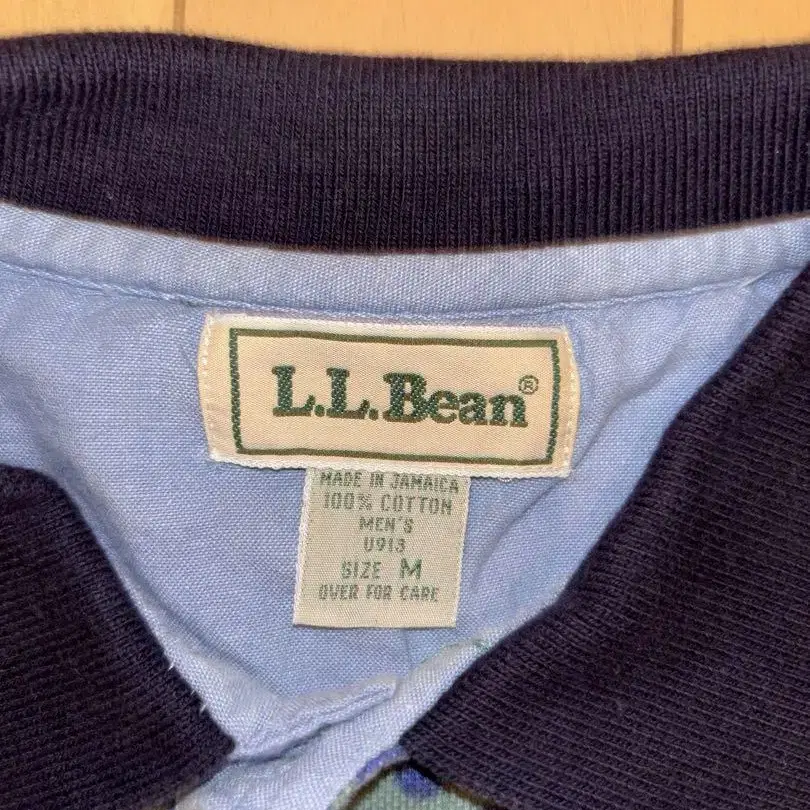 L.L.Bean®
MADE IN JAMAICA
100% COTTON
MEN'S
U913
SIZE M
OVER FOR CARE